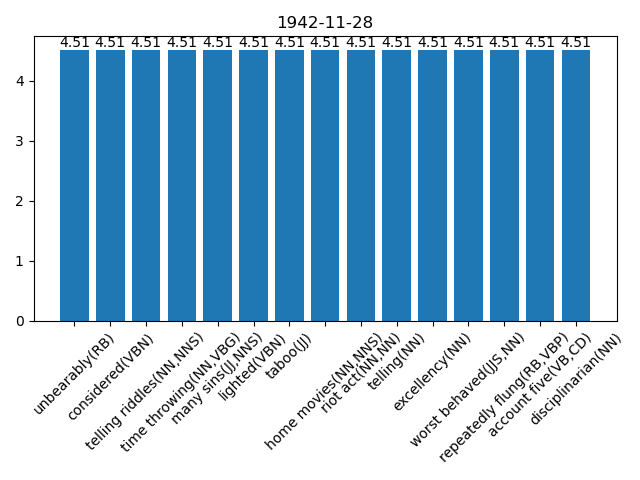 1942-11-28
4.51 4.51 4.51 4.51 4.51 4.51 4.51 4.51 4.51 4.51 4.51 4.51 4.51 4.51 4.51
4
3
2
1
0
unbearably(RB)
considered(VBN)
telling riddles(NN,NNS)
time throwing(NN,VBG)
many sins(JJ,NNS)
lighted(VBN)
taboo(JJ)
home movies(NN,NNS)
riot act(NN,NN)
telling(NN)
excellency(NN)
worst behaved(JJS,NN)
repeatedly flung(RB,VBP)
account five(VB,CD)
disciplinarian(NN)